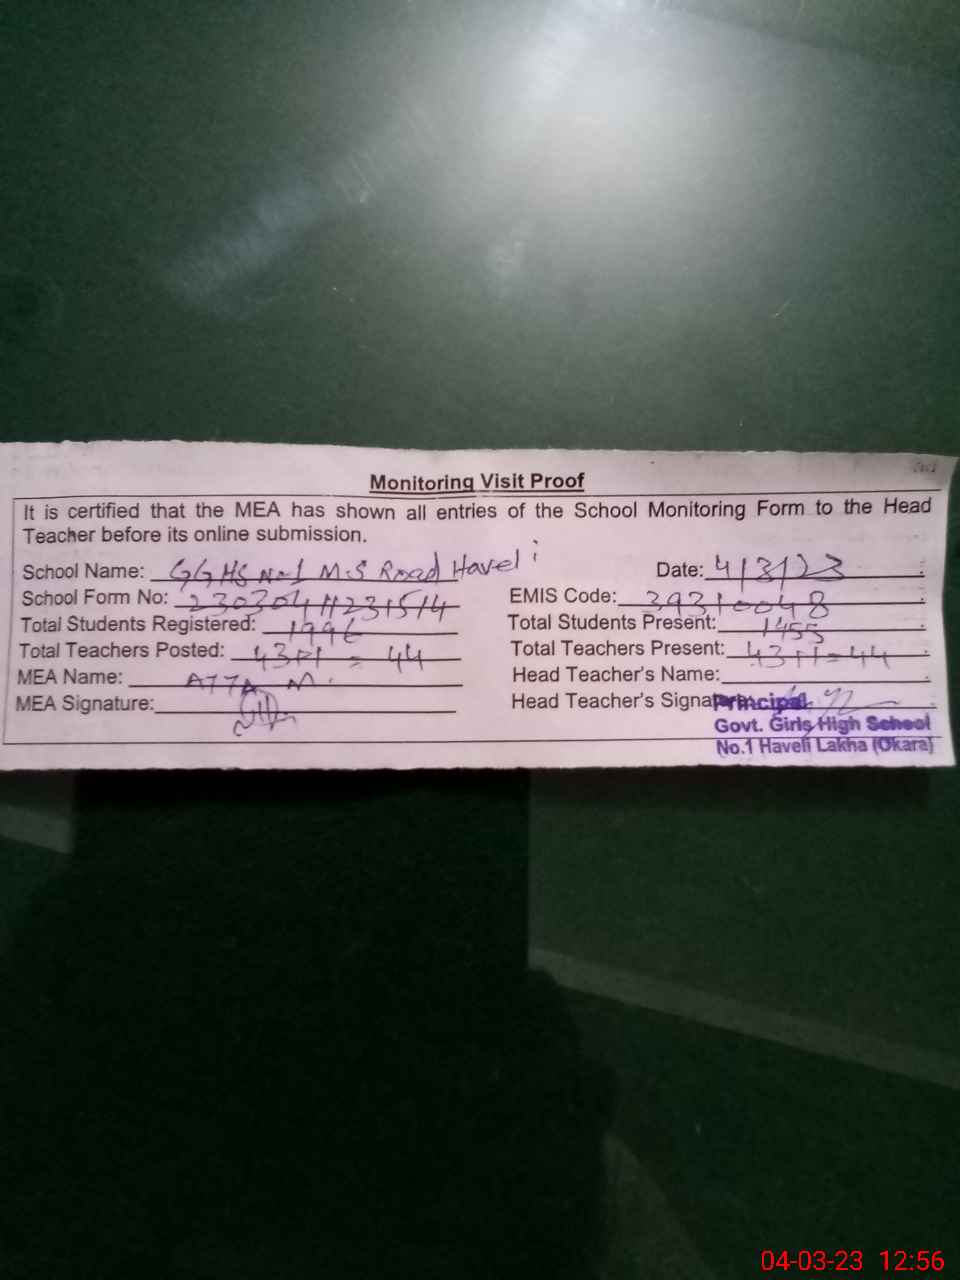 Monitoring Visit Proof
It is certified that the MEA has shown all entries of the School Monitoring Form to the Head
Teacher before its online submission.
School Name: GGHS No-1 M.S Road Haveli Date: 4/3/23
School Form No: 23030411231514 EMIS Code: 39310048
Total Students Registered: 1996 Total Students Present: 1455
Total Teachers Posted: 43+1 = 44 Total Teachers Present: 43+1=44
MEA Name: ATTA M. Head Teacher's Name:
MEA Signature: Head Teacher's Signature:
Principal
Govt. Girls High School
No.1 Haveli Lakha (Okara)
04-03-23 12:56